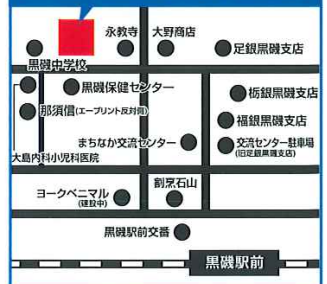 永教寺
大野商店
足銀黒磯支店
黒磯中学校
黒磯保健センター
栃銀黒磯支店
那須信(エープリント反対側)
福銀黒磯支店
まちなか交流センター
交流センター駐車場
(旧足銀黒磯支店)
大島内科小児科医院
ヨークベニマル
(建設中)
割烹石山
黒磯駅前交番
黒磯駅前